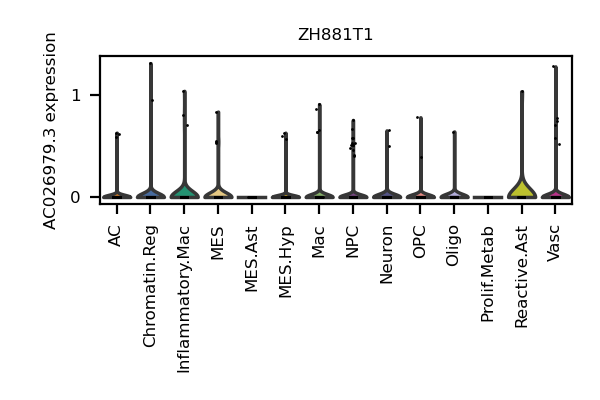 ZH881T1
AC026979.3 expression
1
0
AC
Chromatin.Reg
Inflammatory.Mac
MES
MES.Ast
MES.Hyp
Mac
NPC
Neuron
OPC
Oligo
Prolif.Metab
Reactive.Ast
Vasc